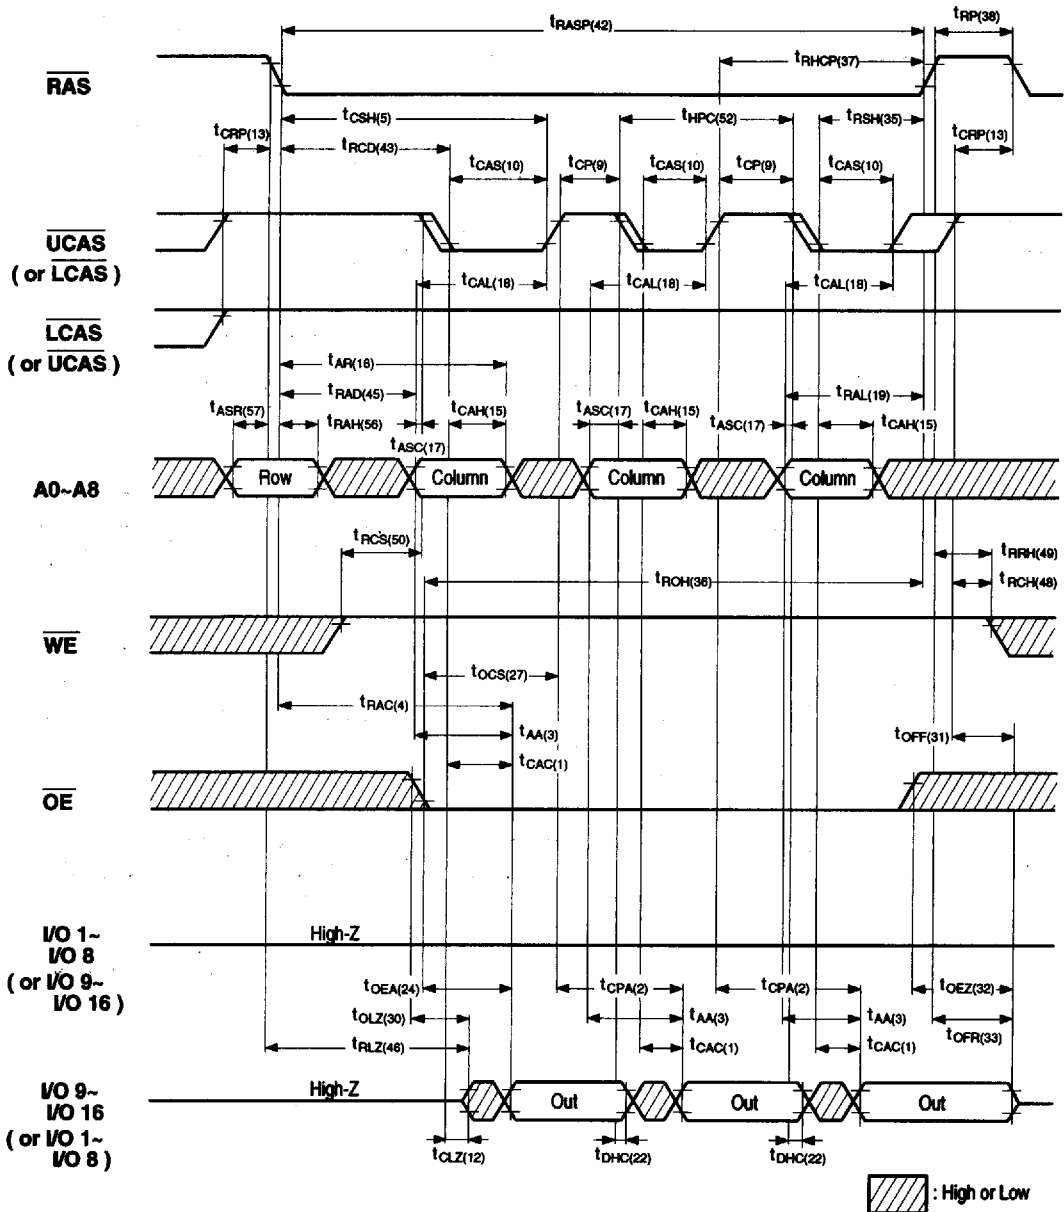 tRASP(42)
tRP(38)
RAS
tRHCP(37)
tCSH(5)
tHPC(52)
tRSH(35)
tCRP(13)
tRCD(43)
tCRP(13)
tCAS(10)
tCP(9)
tCAS(10)
tCP(9)
tCAS(10)
UCAS
( or LCAS )
tCAL(18)
tCAL(18)
tCAL(18)
LCAS
( or UCAS )
tAR(16)
tRAD(45)
tRAL(19)
tASR(57)
tRAH(56)
tCAH(15)
tASC(17)
tCAH(15)
tASC(17)
tCAH(15)
tASC(17)
A0~A8
Row
Column
Column
Column
tRCS(50)
tRRH(49)
tROH(36)
tRCH(48)
WE
tOCS(27)
tRAC(4)
tAA(3)
tOFF(31)
tCAC(1)
OE
I/O 1~
I/O 8
( or I/O 9~
I/O 16 )
High-Z
tOEA(24)
tCPA(2)
tCPA(2)
tOEZ(32)
tOLZ(30)
tAA(3)
tAA(3)
tOFR(33)
tRLZ(46)
tCAC(1)
tCAC(1)
I/O 9~
I/O 16
( or I/O 1~
I/O 8 )
High-Z
Out
Out
Out
tCLZ(12)
tDHC(22)
tDHC(22)
: High or Low